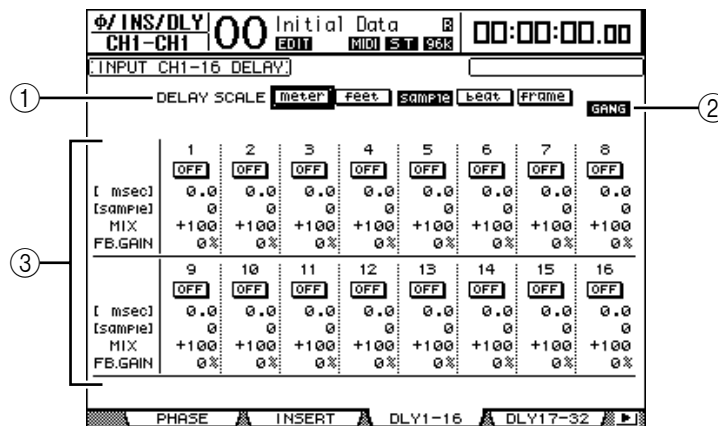 Φ/INS/DLY 00 Initial Data R
CH1-CH1 EDIT MIDI S.T 96K 00:00:00.00
INPUT CH1-16 DELAY
① DELAY SCALE meter feet sample beat frame
GANG ②
③
1 2 3 4 5 6 7 8
OFF OFF OFF OFF OFF OFF OFF OFF
[ msec] 0.0 0.0 0.0 0.0 0.0 0.0 0.0 0.0
[sample] 0 0 0 0 0 0 0 0
MIX +100 +100 +100 +100 +100 +100 +100 +100
FB.GAIN 0% 0% 0% 0% 0% 0% 0% 0%
9 10 11 12 13 14 15 16
OFF OFF OFF OFF OFF OFF OFF OFF
[ msec] 0.0 0.0 0.0 0.0 0.0 0.0 0.0 0.0
[sample] 0 0 0 0 0 0 0 0
MIX +100 +100 +100 +100 +100 +100 +100 +100
FB.GAIN 0% 0% 0% 0% 0% 0% 0% 0%
PHASE INSERT DLY1-16 DLY17-32